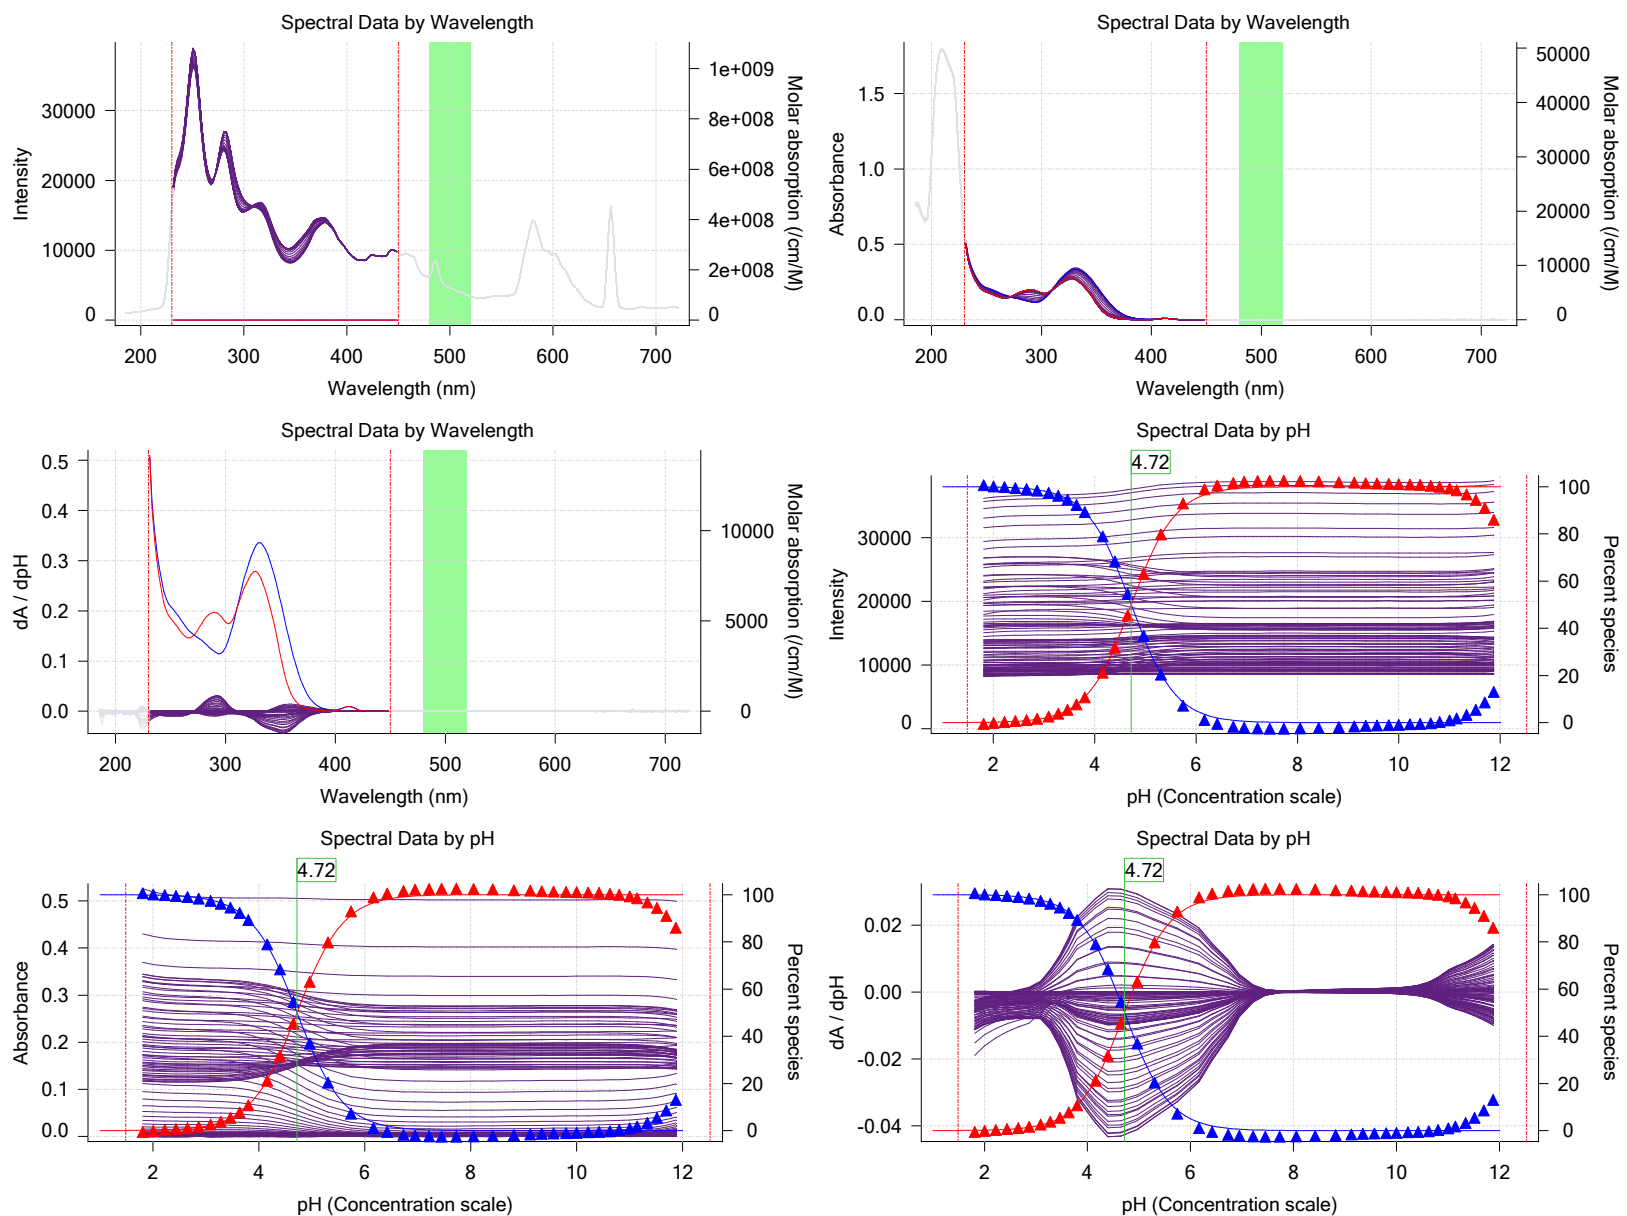 Spectral Data by Wavelength
Intensity
30000
20000
10000
0
1e+009
8e+008
6e+008
4e+008
2e+008
0
Molar absorption (/cm/M)
200 300 400 500 600 700
Wavelength (nm)
Spectral Data by Wavelength
Absorbance
1.5
1.0
0.5
0.0
50000
40000
30000
20000
10000
0
Molar absorption (/cm/M)
200 300 400 500 600 700
Wavelength (nm)
Spectral Data by Wavelength
dA / dpH
0.5
0.4
0.3
0.2
0.1
0.0
10000
5000
0
Molar absorption (/cm/M)
200 300 400 500 600 700
Wavelength (nm)
Spectral Data by pH
4.72
Intensity
30000
20000
10000
0
100
80
60
40
20
0
Percent species
2 4 6 8 10 12
pH (Concentration scale)
Spectral Data by pH
4.72
Absorbance
0.5
0.4
0.3
0.2
0.1
0.0
100
80
60
40
20
0
Percent species
2 4 6 8 10 12
pH (Concentration scale)
Spectral Data by pH
4.72
dA / dpH
0.02
0.00
-0.02
-0.04
100
80
60
40
20
0
Percent species
2 4 6 8 10 12
pH (Concentration scale)